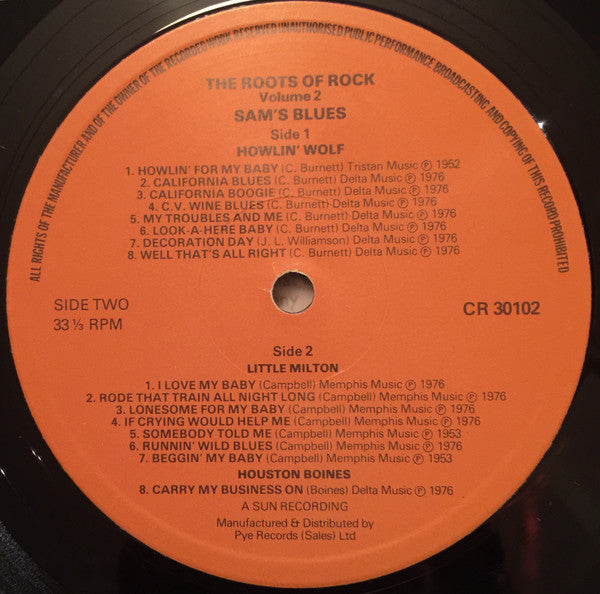 ALL RIGHTS OF THE MANUFACTURER AND OF THE OWNER OF THE RECORDED WORK RESERVED UNAUTHORISED PUBLIC PERFORMANCE BROADCASTING AND COPYING OF THIS RECORD PROHIBITED
THE ROOTS OF ROCK
Volume 2
SAM'S BLUES
Side 1
HOWLIN' WOLF
1. HOWLIN' FOR MY BABY (C. Burnett) Tristan Music ℗ 1952
2. CALIFORNIA BLUES (C. Burnett) Delta Music ℗ 1976
3. CALIFORNIA BOOGIE (C. Burnett) Delta Music ℗ 1976
4. C.V. WINE BLUES (C. Burnett) Delta Music ℗ 1976
5. MY TROUBLES AND ME (C. Burnett) Delta Music ℗ 1976
6. LOOK-A-HERE BABY (C. Burnett) Delta Music ℗ 1976
7. DECORATION DAY (J. L. Williamson) Delta Music ℗ 1976
8. WELL THAT'S ALL RIGHT (C. Burnett) Delta Music ℗ 1976
SIDE TWO
33⅓ RPM
CR 30102
Side 2
LITTLE MILTON
1. I LOVE MY BABY (Campbell) Memphis Music ℗ 1976
2. RODE THAT TRAIN ALL NIGHT LONG (Campbell) Memphis Music ℗ 1976
3. LONESOME FOR MY BABY (Campbell) Memphis Music ℗ 1976
4. IF CRYING WOULD HELP ME (Campbell) Memphis Music ℗ 1976
5. SOMEBODY TOLD ME (Campbell) Memphis Music ℗ 1953
6. RUNNIN' WILD BLUES (Campbell) Memphis Music ℗ 1976
7. BEGGIN' MY BABY (Campbell) Memphis Music ℗ 1953
HOUSTON BOINES
8. CARRY MY BUSINESS ON (Boines) Delta Music ℗ 1976
A SUN RECORDING
Manufactured & Distributed by
Pye Records (Sales) Ltd